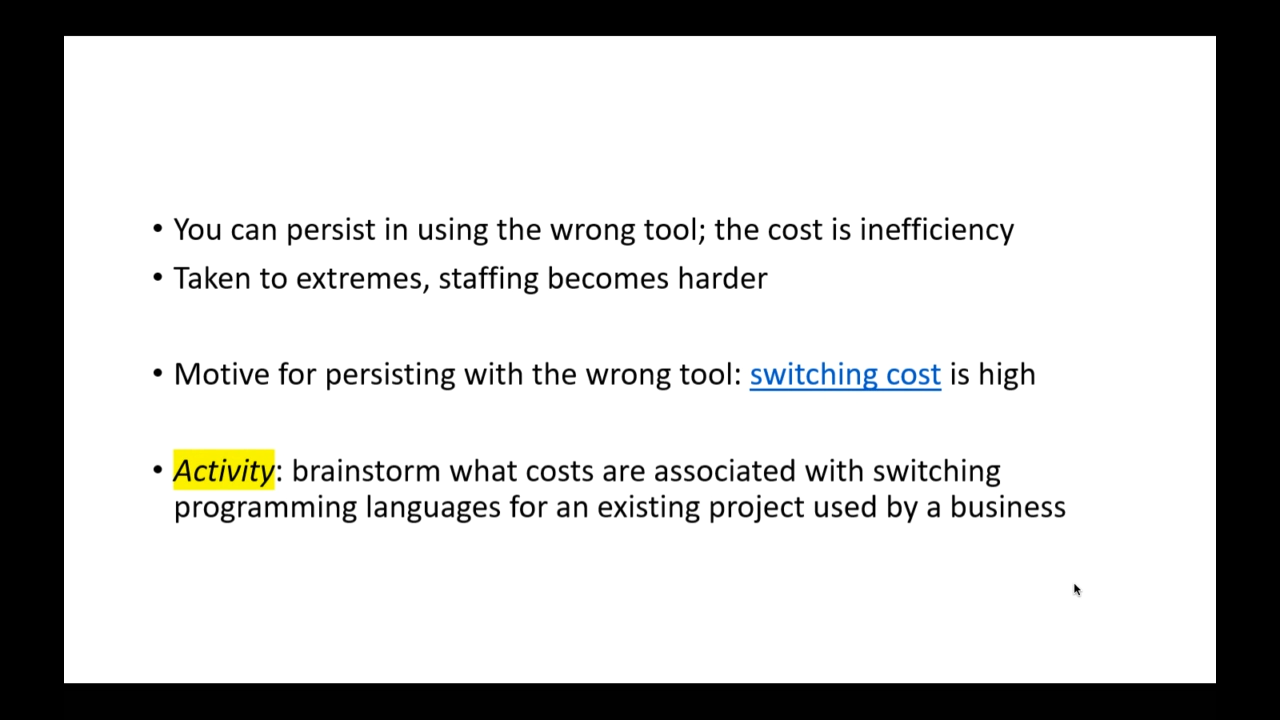 • You can persist in using the wrong tool; the cost is inefficiency
• Taken to extremes, staffing becomes harder
• Motive for persisting with the wrong tool: switching cost is high
• Activity: brainstorm what costs are associated with switching
programming languages for an existing project used by a business